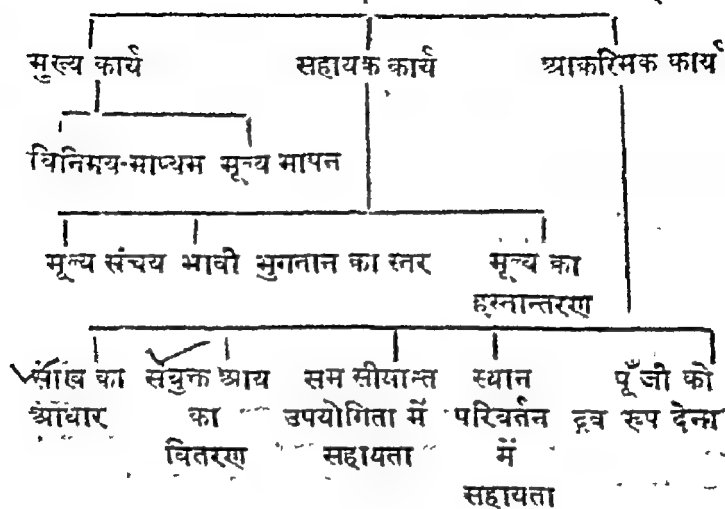 मुख्य कार्य सहायक कार्य आकस्मिक कार्य
विनिमय-माध्यम मूल्य मापन
मूल्य संचय भावी भुगतान का स्तर मूल्य का
हस्तान्तरण
साख का संयुक्त आय सम सीमान्त स्थान पूँजी को
आधार का उपयोगिता में परिवर्तन द्रव रूप देना
वितरण सहायता में
सहायता